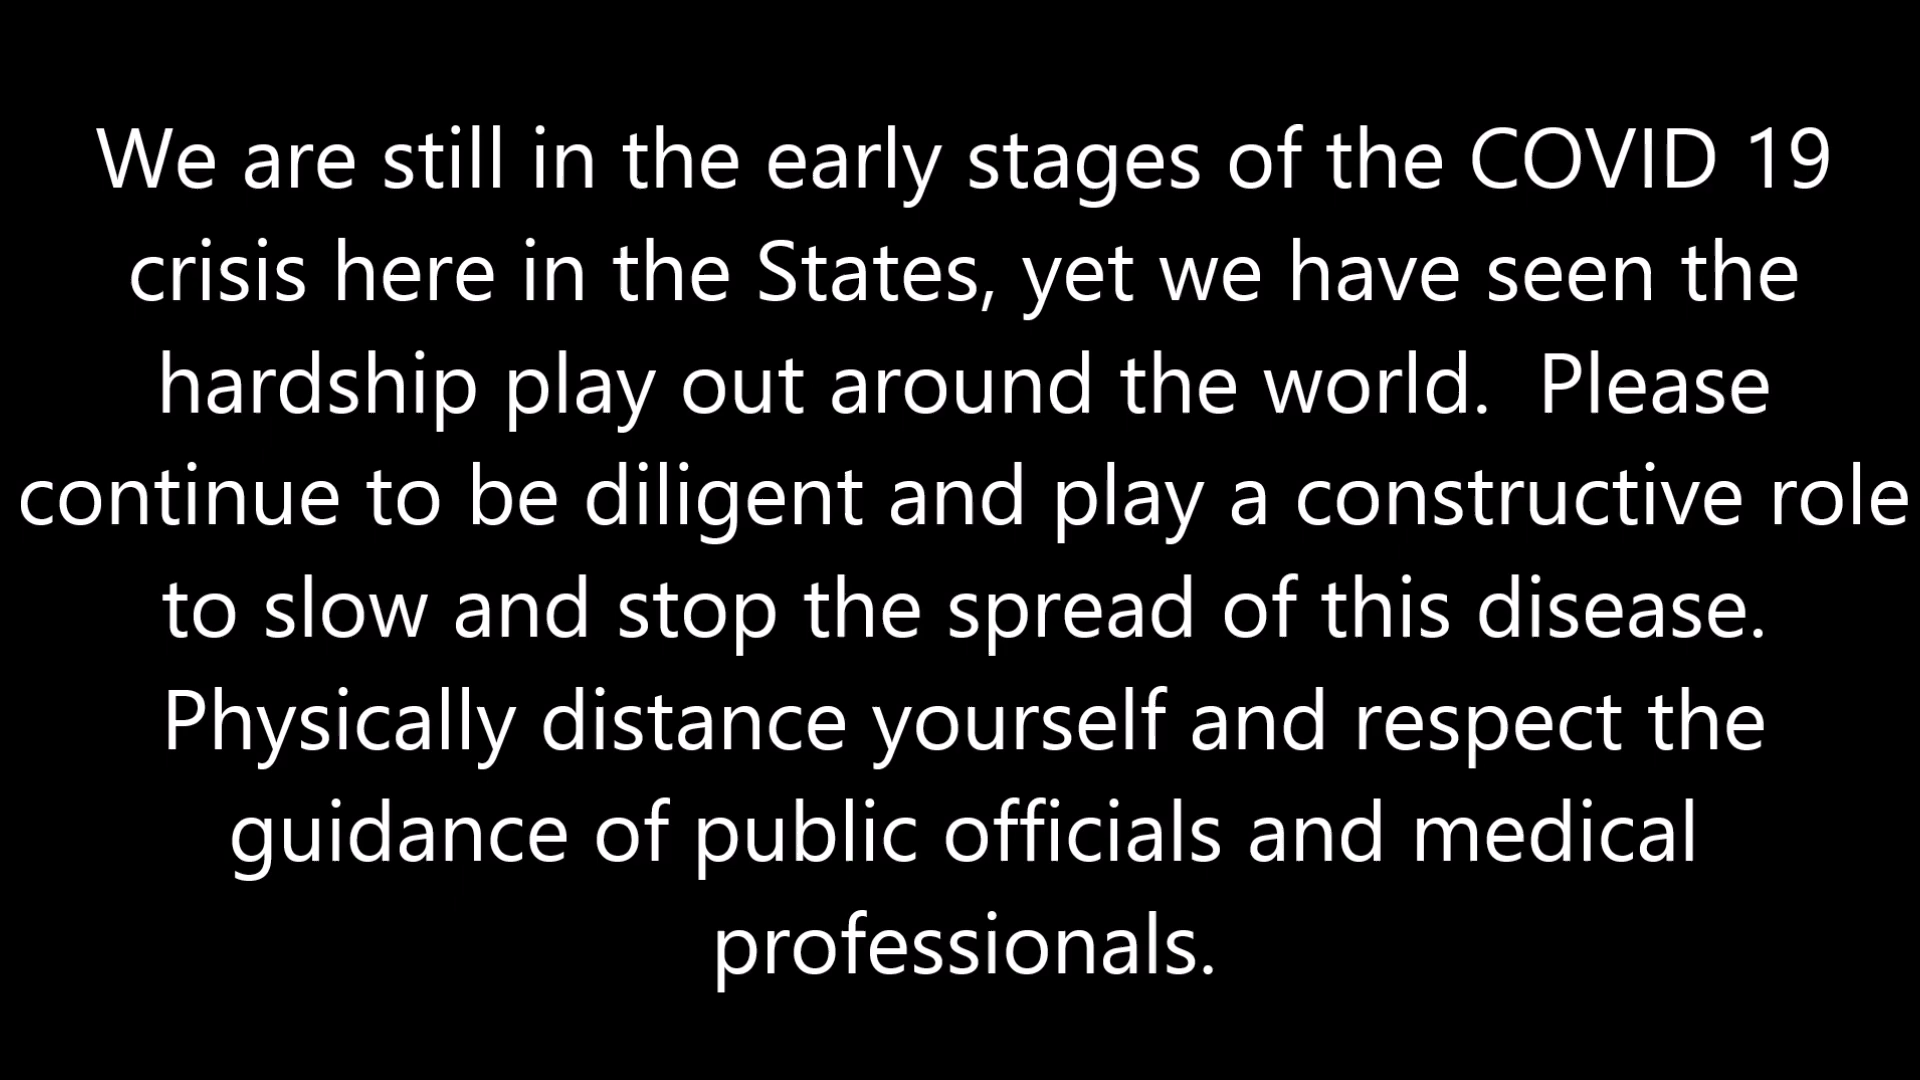 We are still in the early stages of the COVID 19
crisis here in the States, yet we have seen the
hardship play out around the world.  Please
continue to be diligent and play a constructive role
to slow and stop the spread of this disease.
Physically distance yourself and respect the
guidance of public officials and medical
professionals.